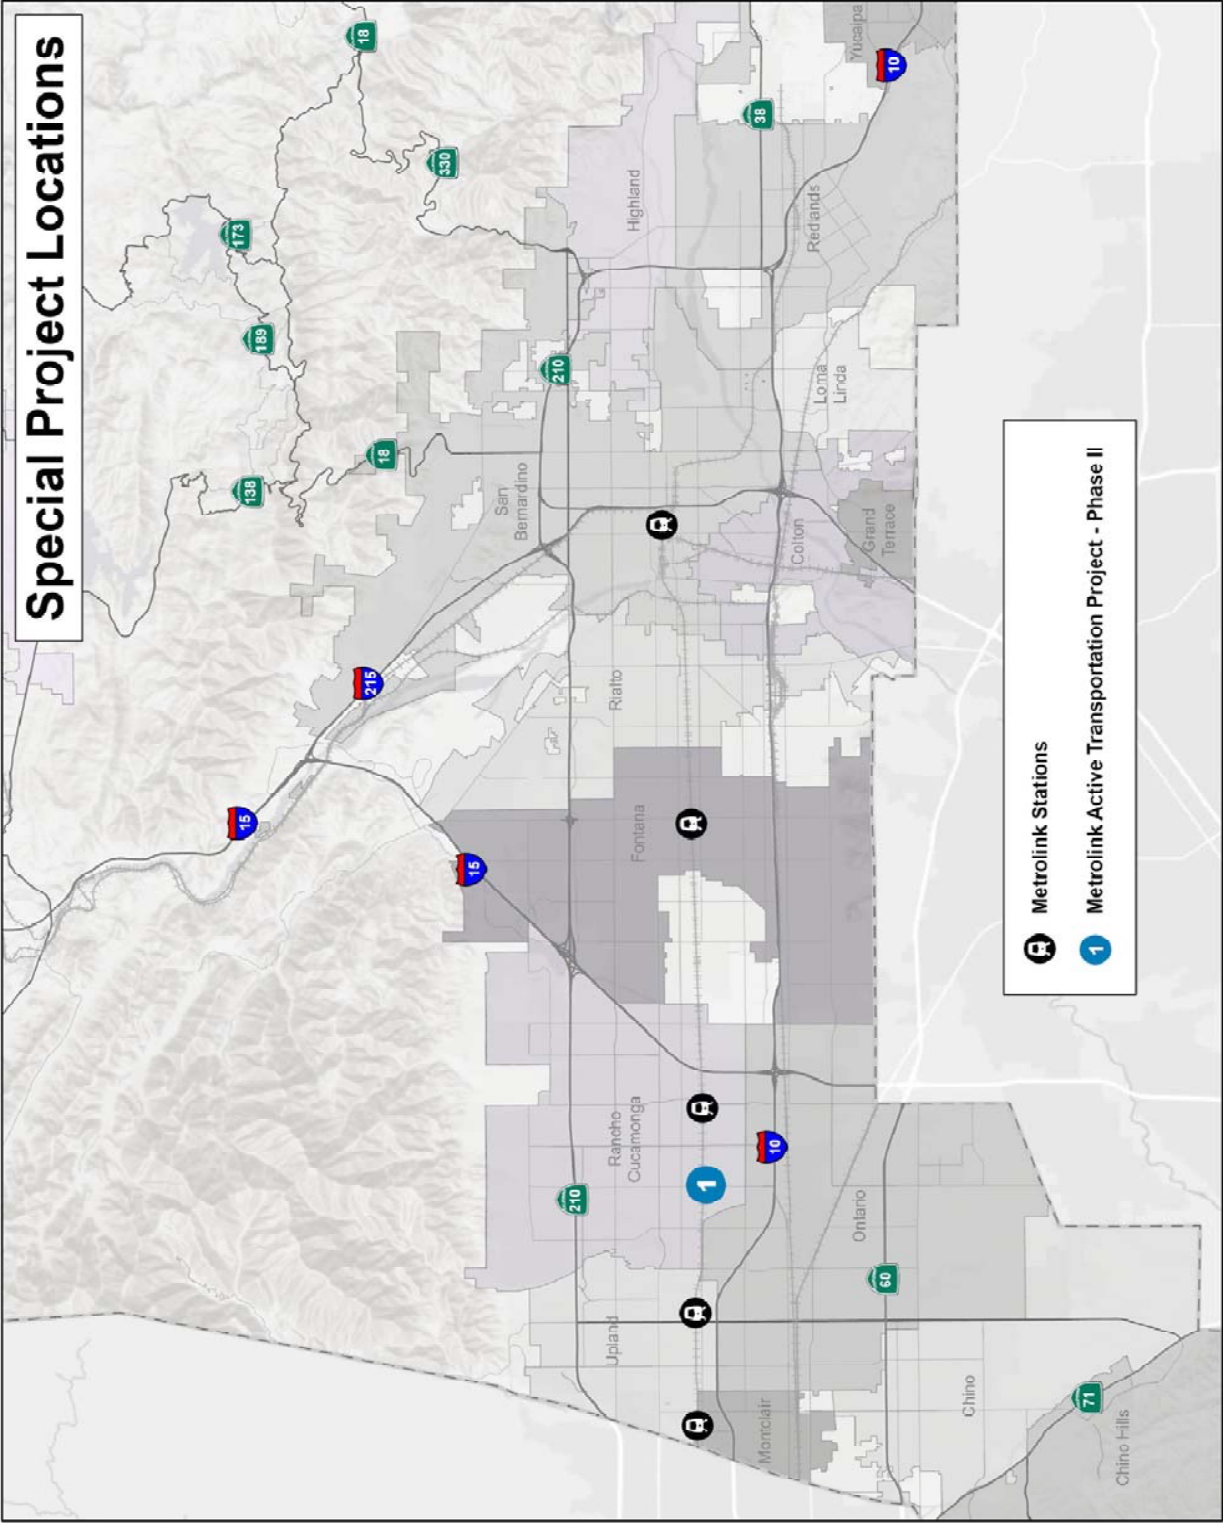 Special Project Locations
18
330
173
189
138
18
38
10
Yucaipa
Highland
Redlands
210
Loma
Linda
San
Bernardino
Colton
Grand
Terrace
215
15
15
Rialto
Fontana
Rancho
Cucamonga
210
1
10
Ontario
60
Upland
Montclair
Chino
71
Chino Hills
Metrolink Stations
1
Metrolink Active Transportation Project - Phase II